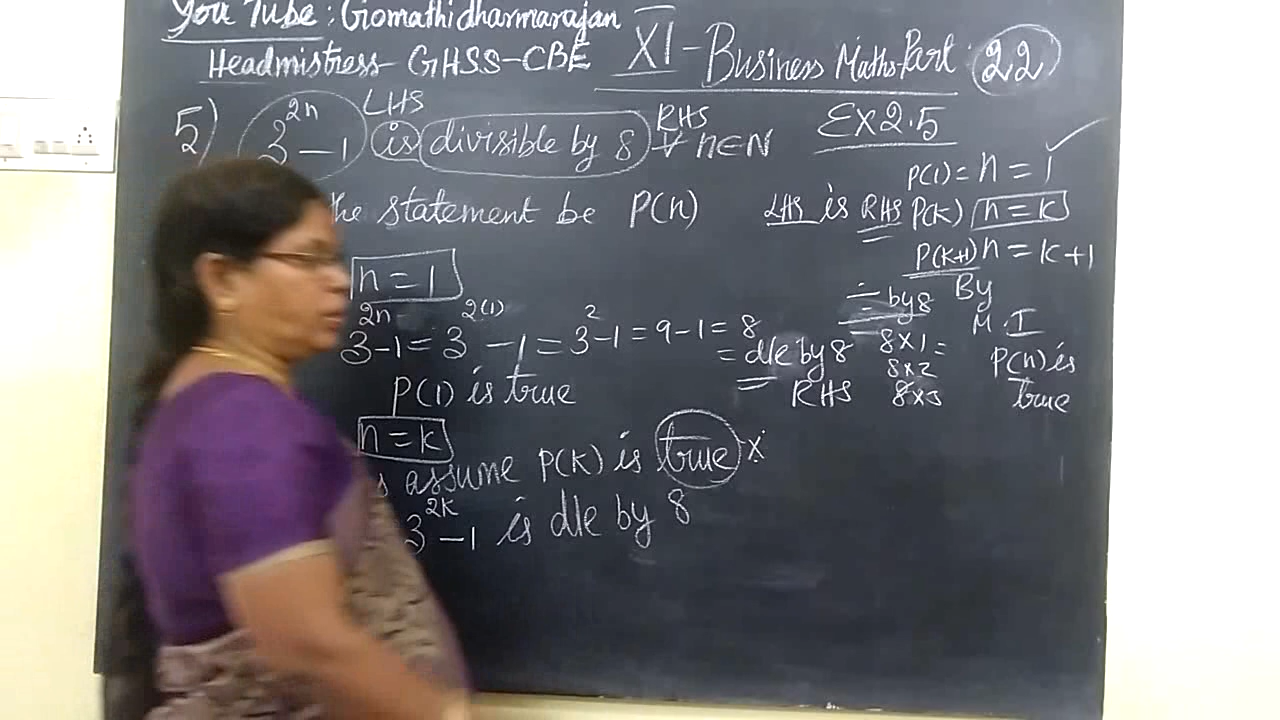 You Tube : Gomathidharmarajan
Headmistress - GHSS-CBE
XI - Business Maths-Part : 22
Ex 2.5
LHS RHS
5) 3^2n - 1 is divisible by 8 ∀ n∈N
the statement be P(n)
P(1) = n = 1 ✓
LHS is RHS P(k) n = k
P(k+1) n = k+1
n = 1
3^2n - 1 = 3^2(1) - 1 = 3^2 - 1 = 9 - 1 = 8
= dle by 8
RHS
P(1) is true
÷ by 8
8×1 =
8×2
8×3
By
M.I
P(n) is
true
n = k
assume P(k) is true
3^2k - 1 is dle by 8